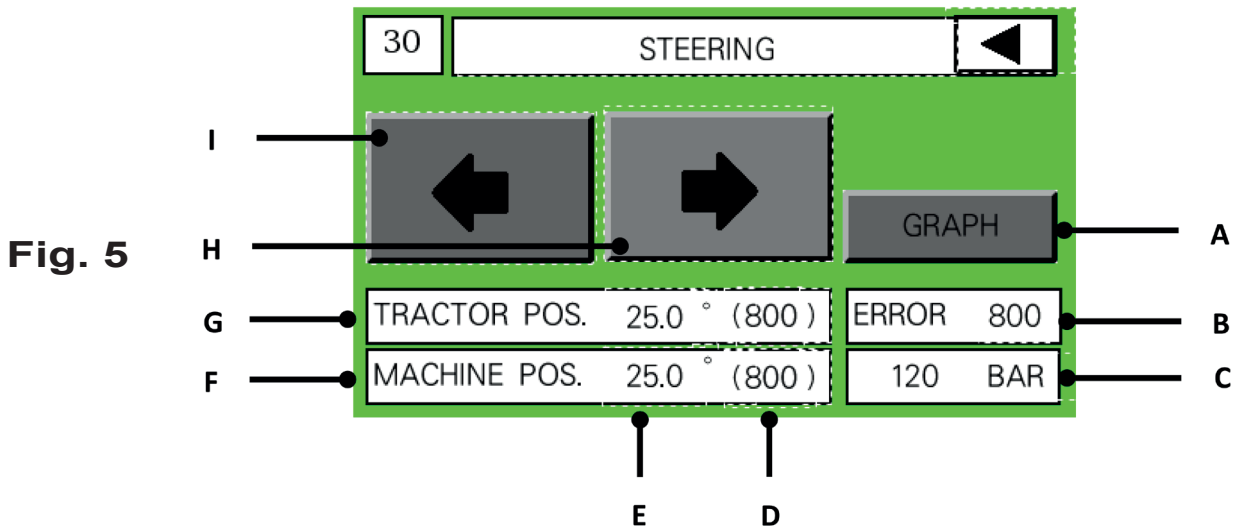 30 STEERING
I
H
Fig. 5
GRAPH A
G TRACTOR POS. 25.0 ° (800) ERROR 800 B
F MACHINE POS. 25.0 ° (800) 120 BAR C
E D